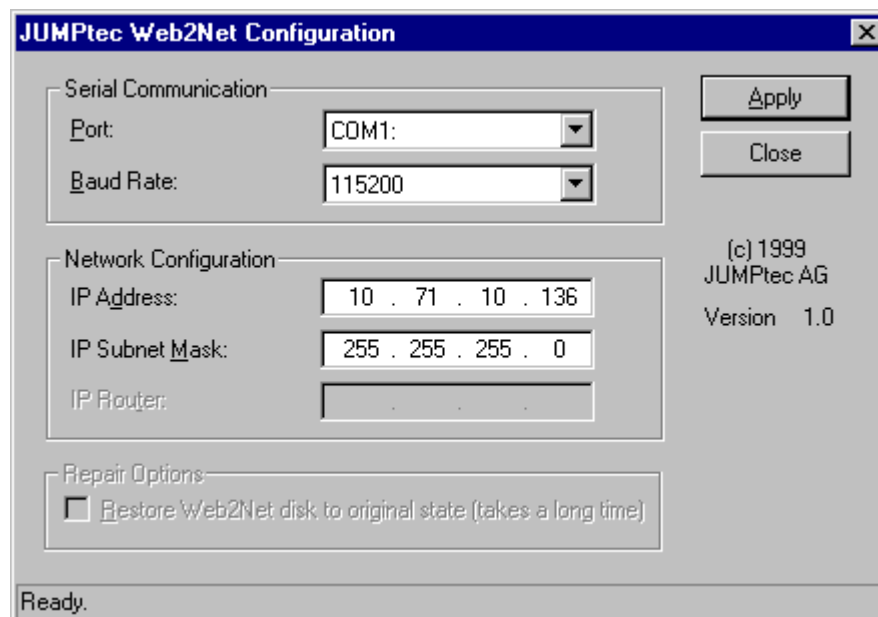 JUMPtec Web2Net Configuration
Serial Communication
Port: COM1:
Baud Rate: 115200
Apply
Close
Network Configuration
IP Address: 10 . 71 . 10 . 136
IP Subnet Mask: 255 . 255 . 255 . 0
IP Router: . . .
(c) 1999
JUMPtec AG
Version 1.0
Repair Options
Restore Web2Net disk to original state (takes a long time)
Ready.